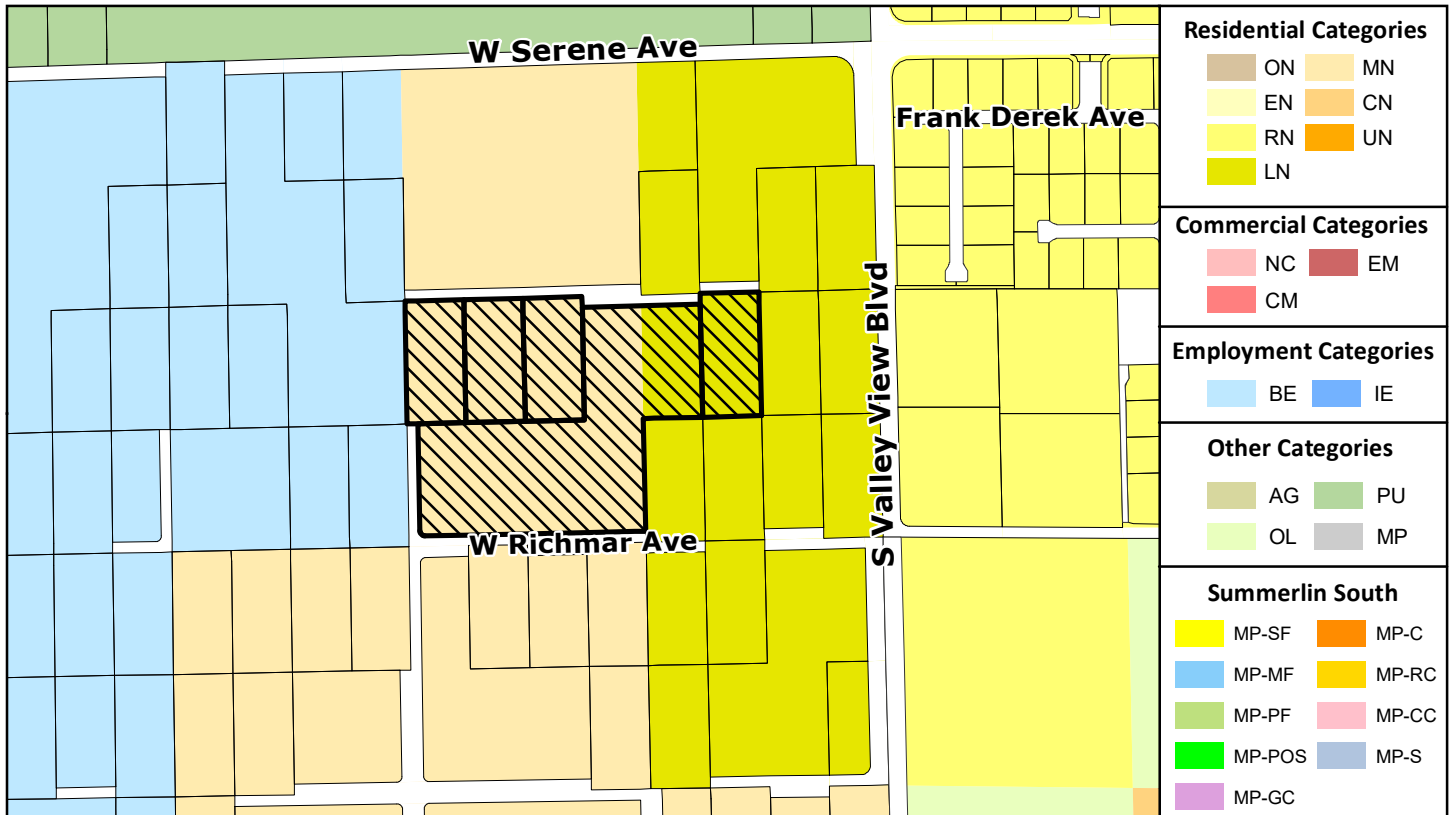 W Serene Ave
Frank Derek Ave
S Valley View Blvd
W Richmar Ave
Residential Categories
ON MN
EN CN
RN UN
LN
Commercial Categories
NC EM
CM
Employment Categories
BE IE
Other Categories
AG PU
OL MP
Summerlin South
MP-SF MP-C
MP-MF MP-RC
MP-PF MP-CC
MP-POS MP-S
MP-GC